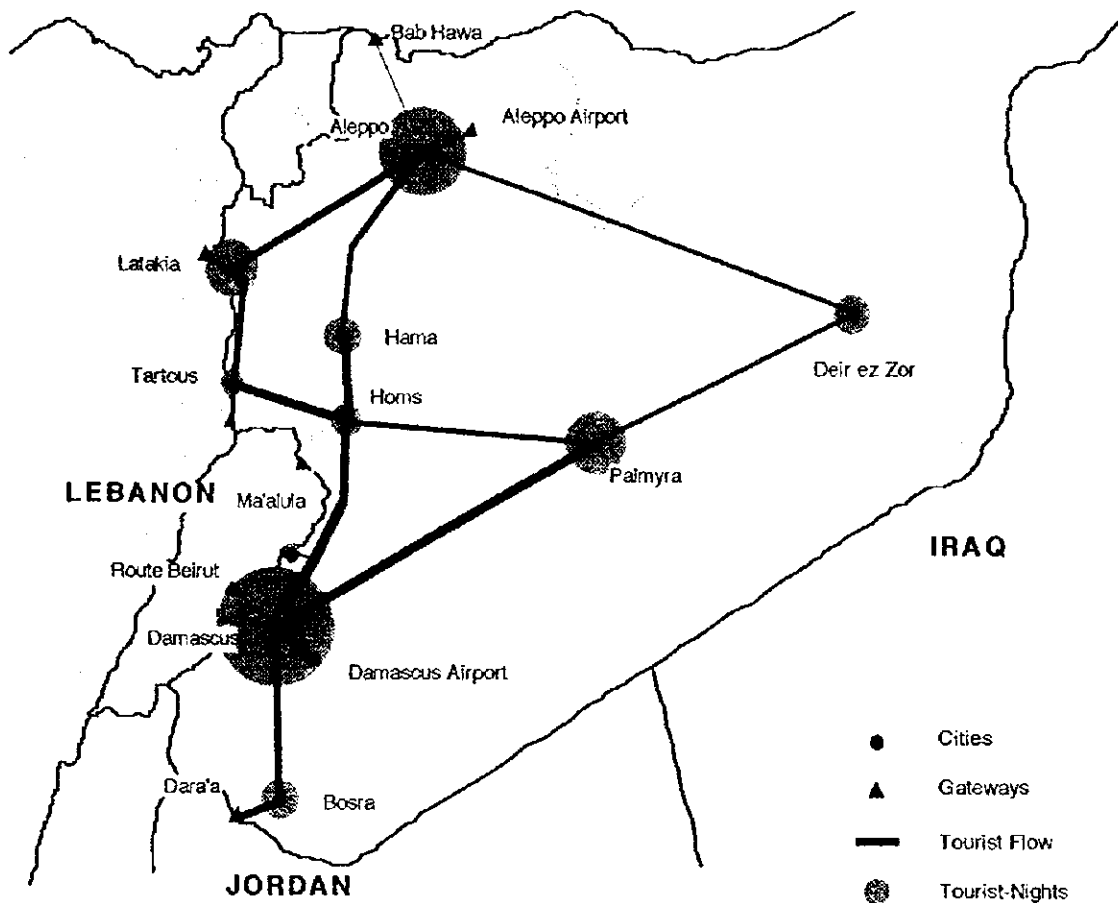 Bab Hawa
Aleppo Airport
Aleppo
Latakia
Hama
Deir ez Zor
Tartous
Homs
Palmyra
LEBANON
Ma'alula
IRAQ
Route Beirut
Damascus
Damascus Airport
Cities
Dara'a
Gateways
Bosra
Tourist Flow
JORDAN
Tourist-Nights